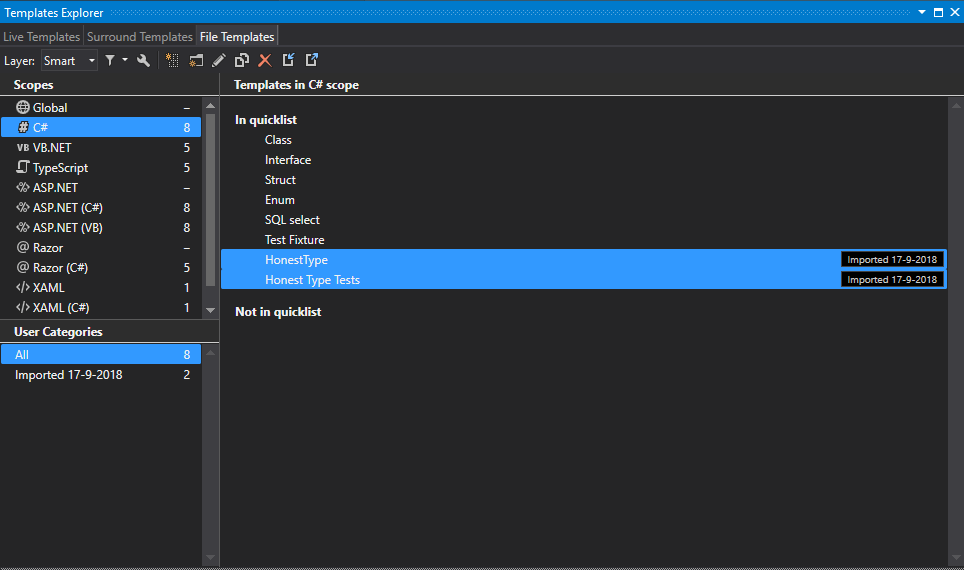 Templates Explorer
Live Templates Surround Templates File Templates
Layer: Smart
Scopes
Global –
C# 8
VB.NET 5
TypeScript 5
ASP.NET –
ASP.NET (C#) 8
ASP.NET (VB) 8
Razor –
Razor (C#) 5
XAML 1
XAML (C#) 1
User Categories
All 8
Imported 17-9-2018 2
Templates in C# scope
In quicklist
Class
Interface
Struct
Enum
SQL select
Test Fixture
HonestType Imported 17-9-2018
Honest Type Tests Imported 17-9-2018
Not in quicklist